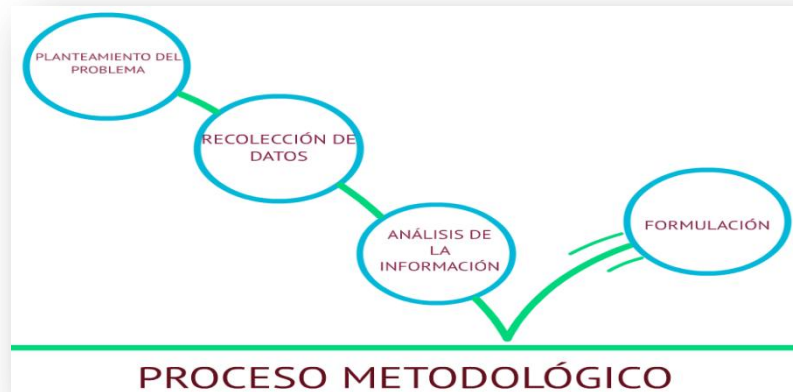 PLANTEAMIENTO DEL
PROBLEMA
RECOLECCIÓN DE
DATOS
ANÁLISIS DE
LA
INFORMACIÓN
FORMULACIÓN
PROCESO METODOLÓGICO